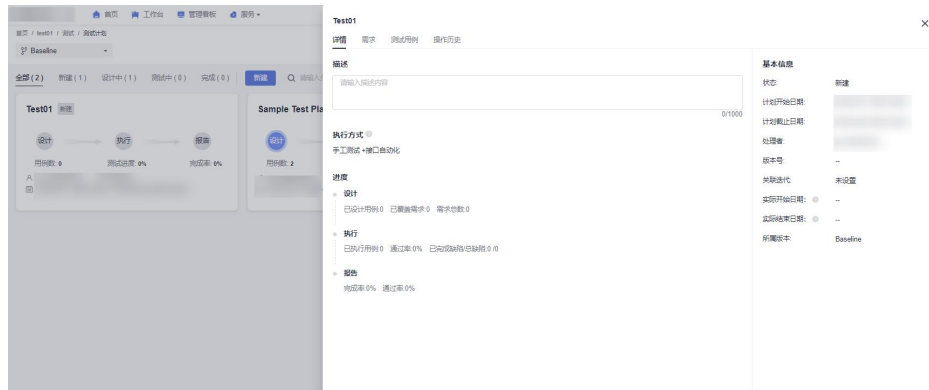 首页 工作台 管理看板 服务
首页 / test01 / 测试 / 测试计划
Baseline
全部(2) 新建(1) 设计中(1) 测试中(0) 完成(0) 新建 请输入
Test01 新建
设计 执行 报告
用例数: 0 测试进度: 0% 完成率: 0%
Sample Test Pla
设计
用例数: 2
Test01
详情 需求 测试用例 操作历史
描述
请输入描述内容
0/1000
执行方式
手工测试+接口自动化
进度
设计
已设计用例:0 已覆盖需求:0 需求总数:0
执行
已执行用例:0 通过率:0% 已完成缺陷/总缺陷:0 /0
报告
完成率:0% 通过率:0%
基本信息
状态: 新建
计划开始日期:
计划截止日期:
处理者:
版本号: --
关联迭代: 未设置
实际开始日期: --
实际结束日期: --
所属版本: Baseline